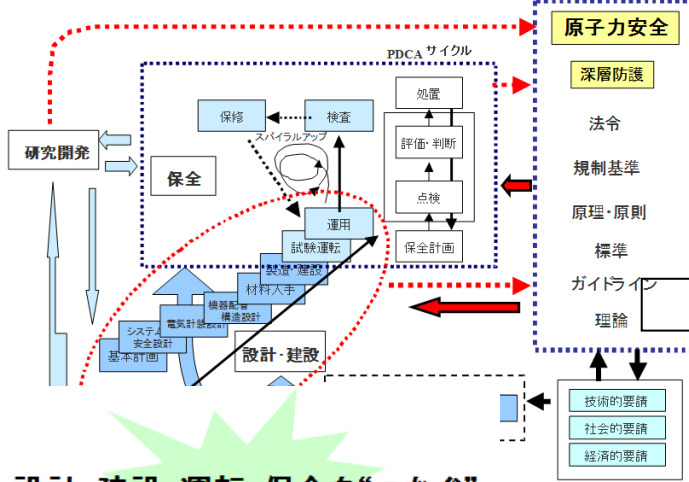 原子力安全
PDCA サイクル
深層防護
処置
保修
検査
法令
スパイラルアップ
評価・判断
研究開発
規制基準
保全
点検
原理・原則
運用
試験運転
保全計画
標準
製造・建設
材料入手
ガイドライン
機器配管
構造設計
電気計装設計
理論
システム
安全設計
基本計画
設計・建設
技術的要請
社会的要請
経済的要請